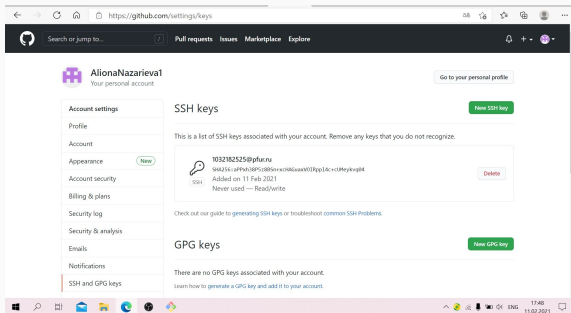 https://github.com/settings/keys
Search or jump to...
/
Pull requests Issues Marketplace Explore
AlionaNazarieva1
Your personal account
Go to your personal profile
Account settings
Profile
Account
Appearance New
Account security
Billing & plans
Security log
Security & analysis
Emails
Notifications
SSH and GPG keys
SSH keys
New SSH key
This is a list of SSH keys associated with your account. Remove any keys that you do not recognize.
1032182525@pfur.ru
Added on 11 Feb 2021
Never used — Read/write
SSH
Delete
Check out our guide to generating SSH keys or troubleshoot common SSH Problems.
GPG keys
New GPG key
There are no GPG keys associated with your account.
Learn how to generate a GPG key and add it to your account.
ENG
17:48
11.02.2021